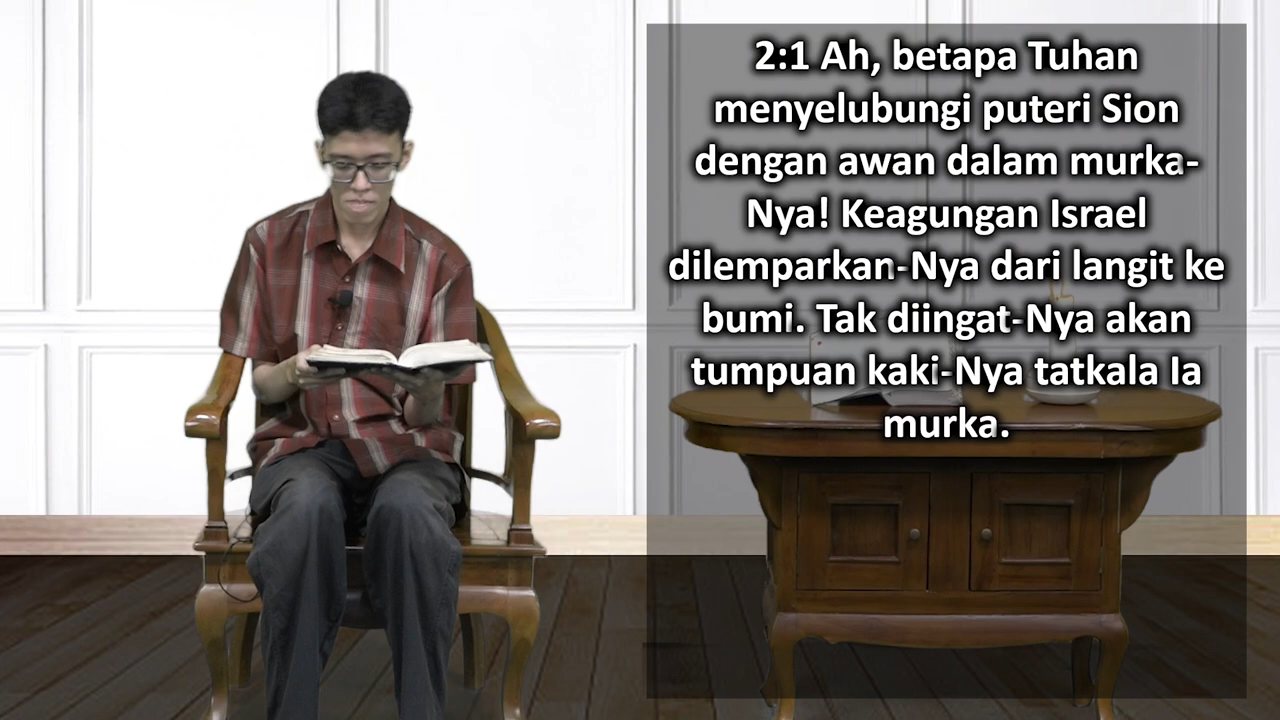 2:1 Ah, betapa Tuhan
menyelubungi puteri Sion
dengan awan dalam murka-
Nya! Keagungan Israel
dilemparkan-Nya dari langit ke
bumi. Tak diingat-Nya akan
tumpuan kaki-Nya tatkala Ia
murka.